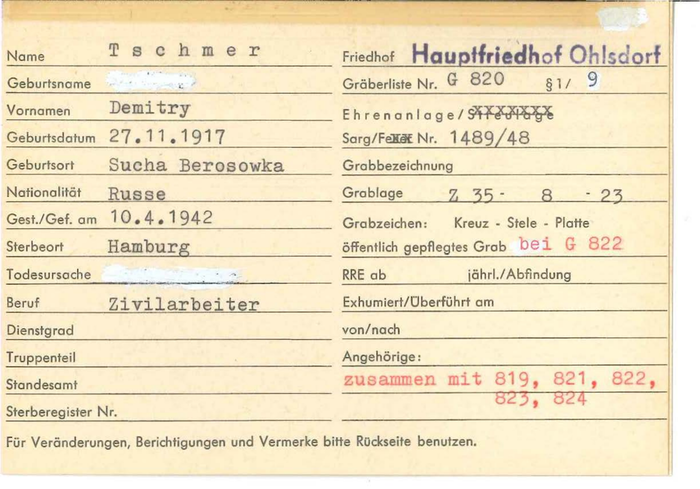 Name Tschmer
Geburtsname
Vornamen Demitry
Geburtsdatum 27.11.1917
Geburtsort Sucha Berosowka
Nationalität Russe
Gest./Gef. am 10.4.1942
Sterbeort Hamburg
Todesursache
Beruf Zivilarbeiter
Dienstgrad
Truppenteil
Standesamt
Sterberegister Nr.
Friedhof Hauptfriedhof Ohlsdorf
Gräberliste Nr. G 820 §1/ 9
Ehrenanlage/Streulage
Sarg/Feld Nr. 1489/48
Grabbezeichnung
Grablage Z 35- 8 - 23
Grabzeichen: Kreuz - Stele - Platte
öffentlich gepflegtes Grab bei G 822
RRE ab jährl./Abfindung
Exhumiert/Überführt am
von/nach
Angehörige:
zusammen mit 819, 821, 822,
823, 824
Für Veränderungen, Berichtigungen und Vermerke bitte Rückseite benutzen.